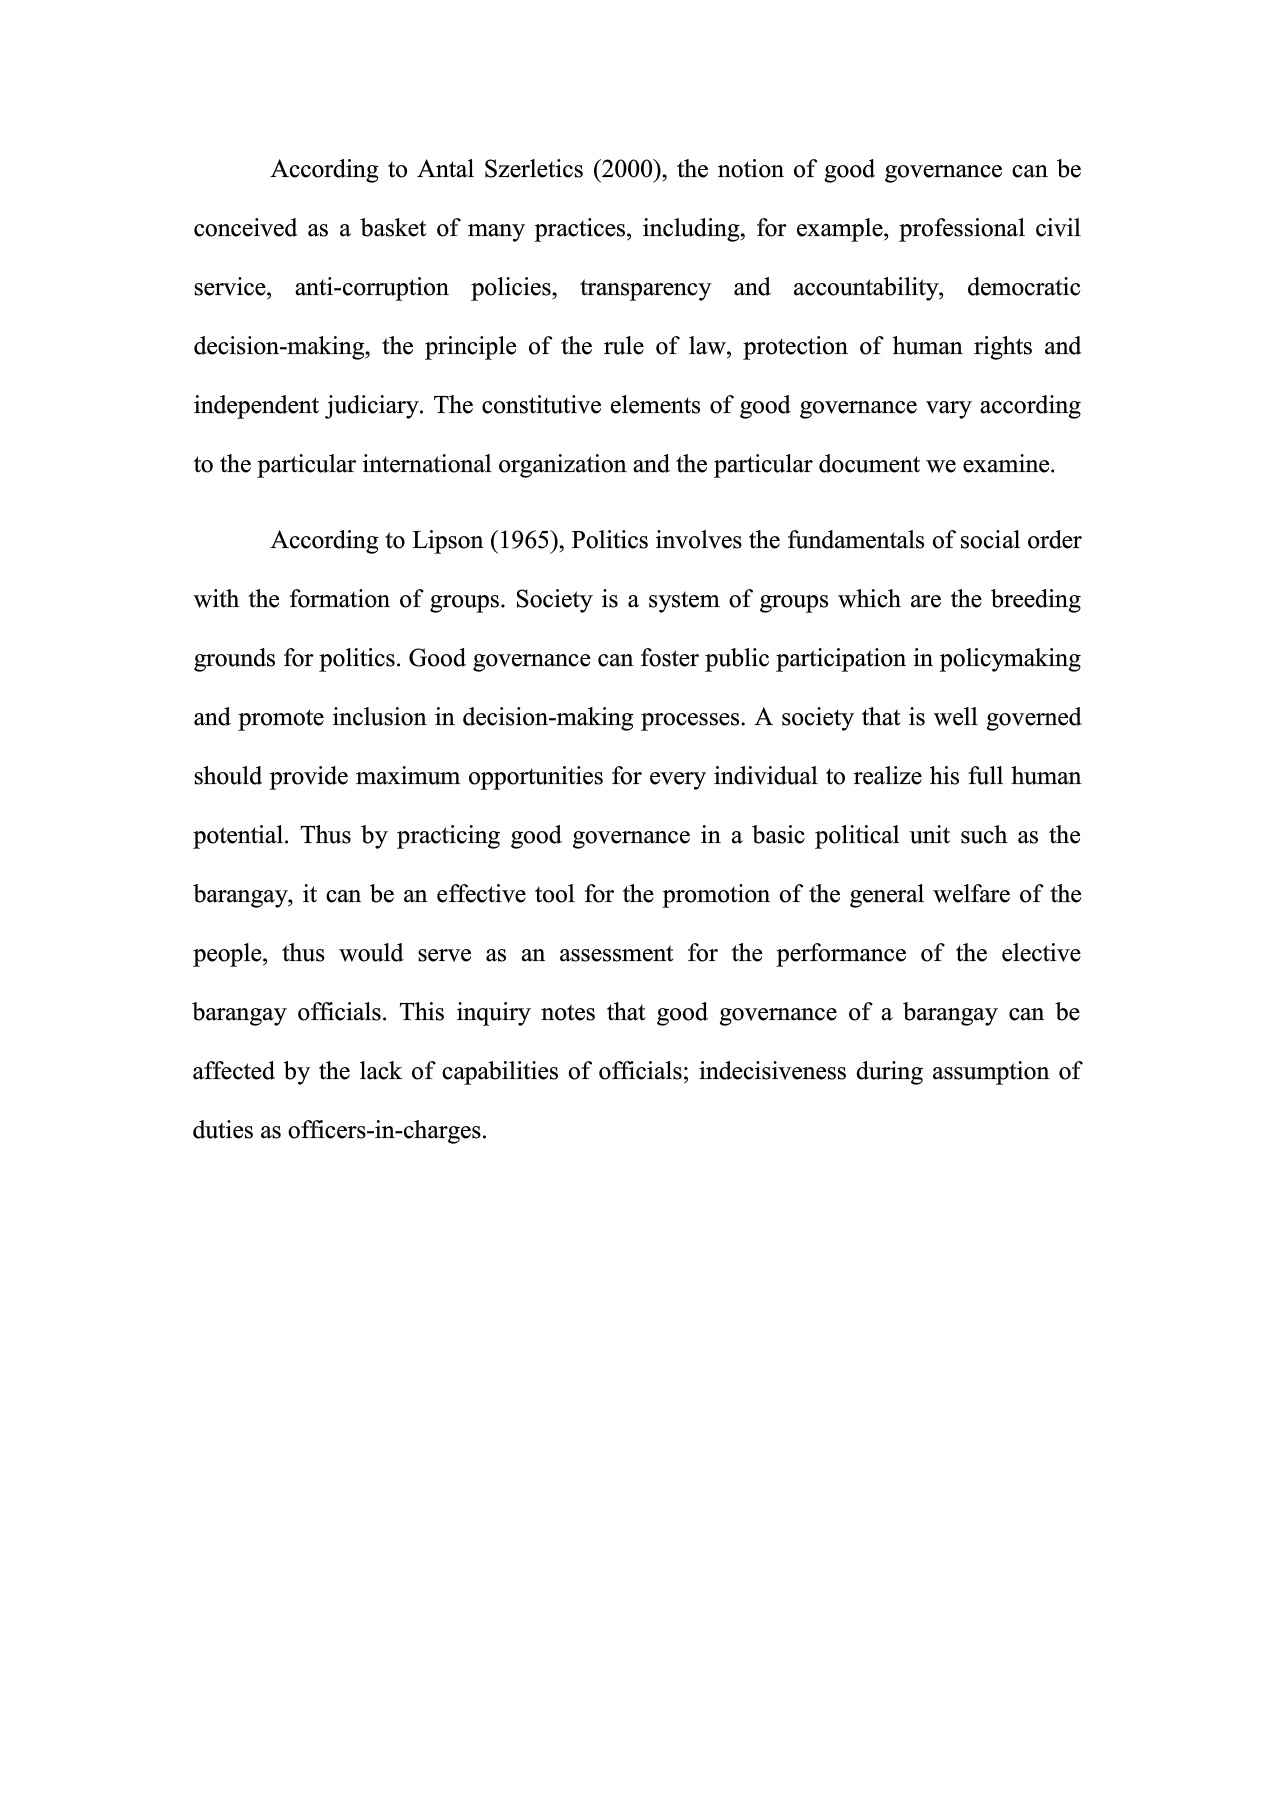 According to Antal Szerletics (2000), the notion of good governance can be
conceived as a basket of many practices, including, for example, professional civil
service, anti-corruption policies, transparency and accountability, democratic
decision-making, the principle of the rule of law, protection of human rights and
independent judiciary. The constitutive elements of good governance vary according
to the particular international organization and the particular document we examine.
According to Lipson (1965), Politics involves the fundamentals of social order
with the formation of groups. Society is a system of groups which are the breeding
grounds for politics. Good governance can foster public participation in policymaking
and promote inclusion in decision-making processes. A society that is well governed
should provide maximum opportunities for every individual to realize his full human
potential. Thus by practicing good governance in a basic political unit such as the
barangay, it can be an effective tool for the promotion of the general welfare of the
people, thus would serve as an assessment for the performance of the elective
barangay officials. This inquiry notes that good governance of a barangay can be
affected by the lack of capabilities of officials; indecisiveness during assumption of
duties as officers-in-charges.